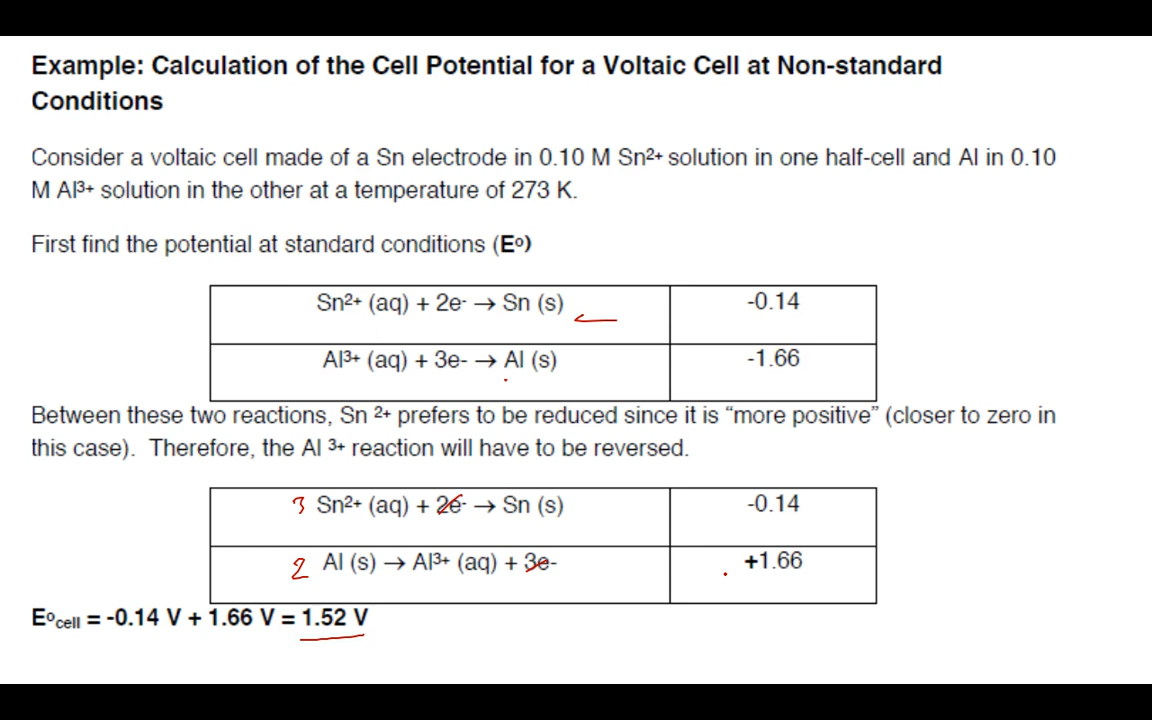 Example: Calculation of the Cell Potential for a Voltaic Cell at Non-standard
Conditions
Consider a voltaic cell made of a Sn electrode in 0.10 M Sn²⁺ solution in one half-cell and Al in 0.10
M Al³⁺ solution in the other at a temperature of 273 K.
First find the potential at standard conditions (Eº)
Sn²⁺ (aq) + 2e⁻ → Sn (s) -0.14
Al³⁺ (aq) + 3e- → Al (s) -1.66
Between these two reactions, Sn ²⁺ prefers to be reduced since it is “more positive” (closer to zero in
this case). Therefore, the Al ³⁺ reaction will have to be reversed.
3 Sn²⁺ (aq) + 2e⁻ → Sn (s) -0.14
2 Al (s) → Al³⁺ (aq) + 3e- +1.66
Eºcell = -0.14 V + 1.66 V = 1.52 V